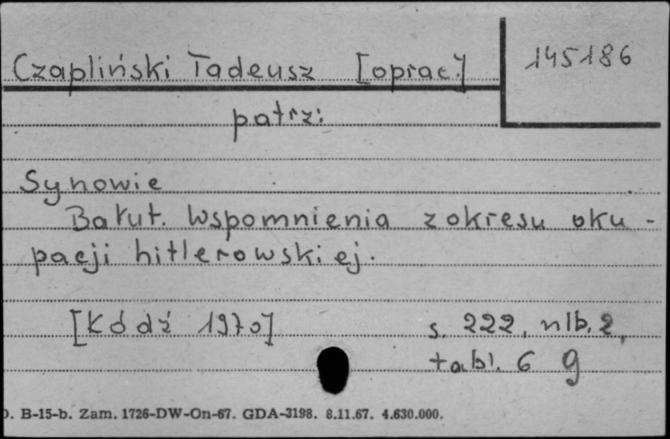 Czapliński Tadeusz [oprac.]
145186
patrz:
Synowie
Bałut. Wspomnienia z okresu oku-
pacji hitlerowskiej.
[Łódź 1970]
s. 222, nlb. 2,
tabl. 6 g
D. B-15-b. Zam. 1726-DW-On-67. GDA-3198. 8.11.67. 4.630.000.